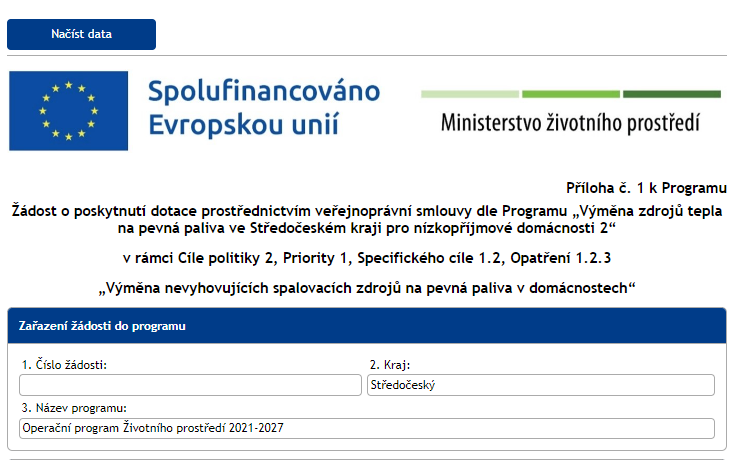 Načíst data
Spolufinancováno
Evropskou unií
Ministerstvo životního prostředí
Příloha č. 1 k Programu
Žádost o poskytnutí dotace prostřednictvím veřejnoprávní smlouvy dle Programu „Výměna zdrojů tepla
na pevná paliva ve Středočeském kraji pro nízkopříjmové domácnosti 2“
v rámci Cíle politiky 2, Priority 1, Specifického cíle 1.2, Opatření 1.2.3
„Výměna nevyhovujících spalovacích zdrojů na pevná paliva v domácnostech“
Zařazení žádosti do programu
1. Číslo žádosti:
2. Kraj:
Středočeský
3. Název programu:
Operační program Životního prostředí 2021-2027